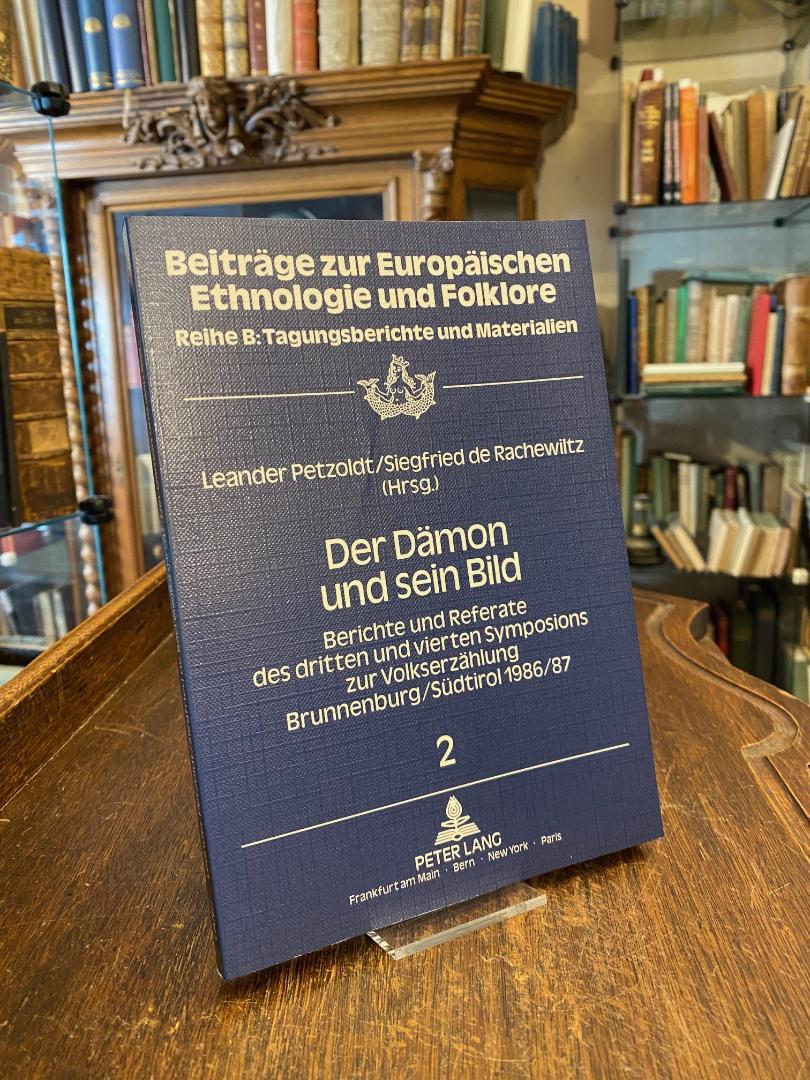 Beiträge zur Europäischen
Ethnologie und Folklore
Reihe B: Tagungsberichte und Materialien
Leander Petzoldt/Siegfried de Rachewiltz
(Hrsg.)
Der Dämon
und sein Bild
Berichte und Referate
des dritten und vierten Symposions
zur Volkserzählung
Brunnenburg/Südtirol 1986/87
2
PETER LANG
Frankfurt am Main · Bern · New York · Paris